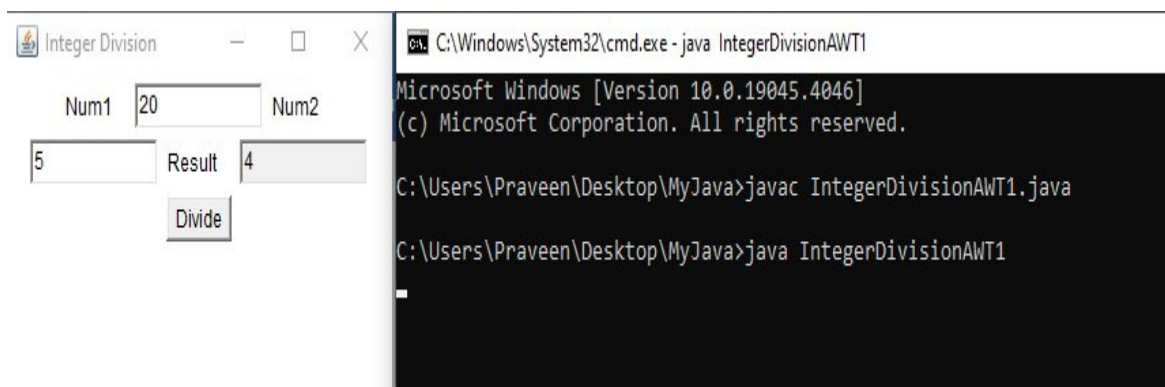 Integer Division
Num1 20 Num2
5 Result 4
Divide
C:\Windows\System32\cmd.exe - java IntegerDivisionAWT1
Microsoft Windows [Version 10.0.19045.4046]
(c) Microsoft Corporation. All rights reserved.
C:\Users\Praveen\Desktop\MyJava>javac IntegerDivisionAWT1.java
C:\Users\Praveen\Desktop\MyJava>java IntegerDivisionAWT1